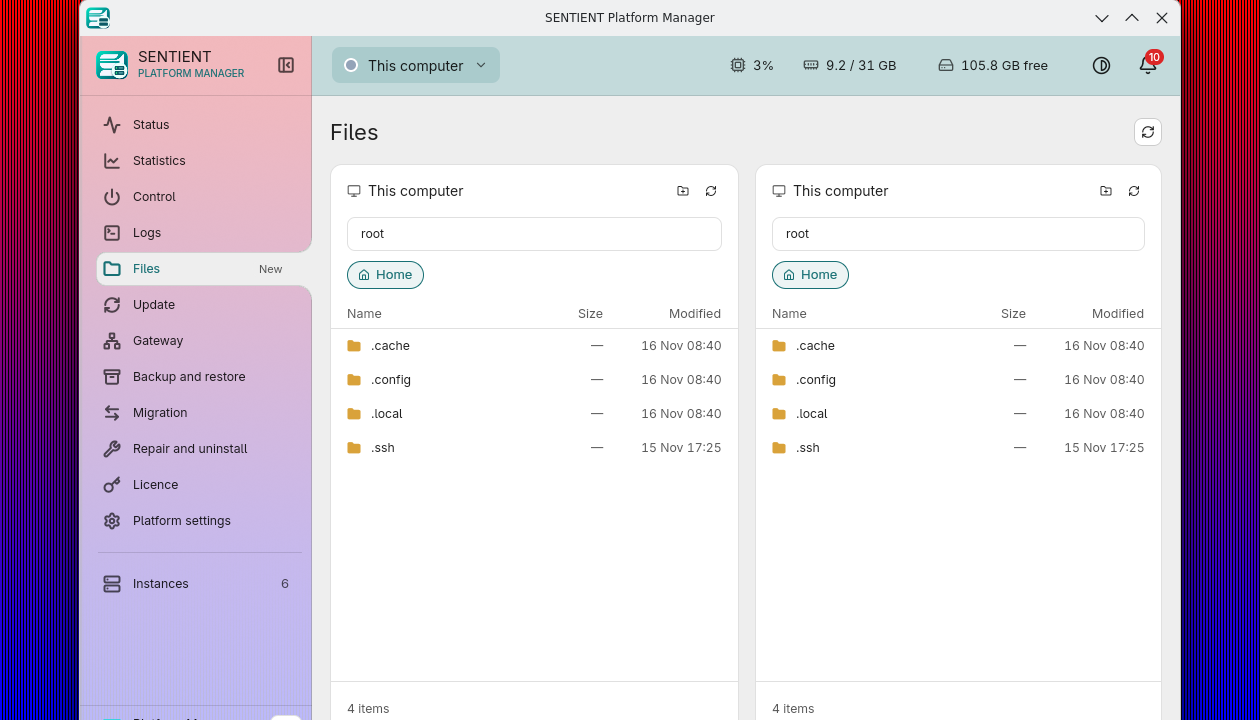 SENTIENT Platform Manager
SENTIENT
PLATFORM MANAGER
This computer
3%
9.2 / 31 GB
105.8 GB free
10
Status
Statistics
Control
Logs
Files New
Update
Gateway
Backup and restore
Migration
Repair and uninstall
Licence
Platform settings
Instances 6
Files
This computer
root
Home
Name Size Modified
.cache — 16 Nov 08:40
.config — 16 Nov 08:40
.local — 16 Nov 08:40
.ssh — 15 Nov 17:25
4 items
This computer
root
Home
Name Size Modified
.cache — 16 Nov 08:40
.config — 16 Nov 08:40
.local — 16 Nov 08:40
.ssh — 15 Nov 17:25
4 items